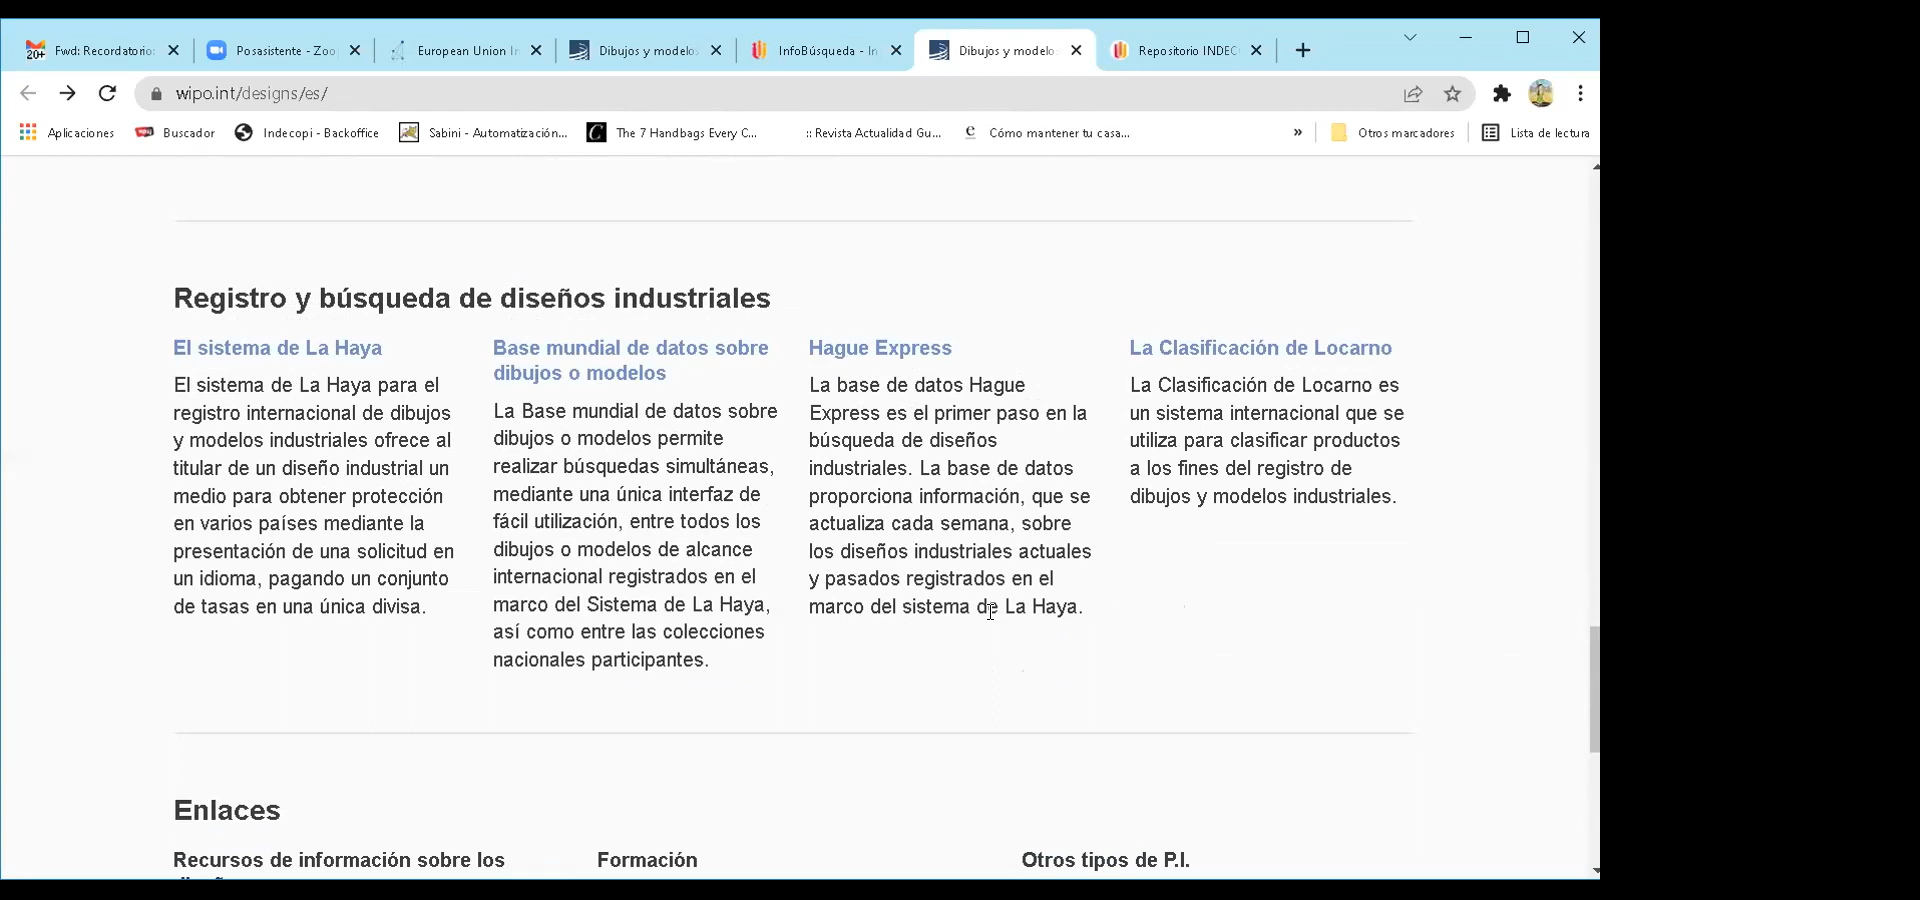 20+ Fwd: Recordatorio: Posasistente - Zoo European Union In Dibujos y modelos InfoBúsqueda - In Dibujos y modelos Repositorio INDEC
wipo.int/designs/es/
Aplicaciones Buscador Indecopi - Backoffice Sabini - Automatización... The 7 Handbags Every C... :: Revista Actualidad Gu... Cómo mantener tu casa... » Otros marcadores Lista de lectura
Registro y búsqueda de diseños industriales
El sistema de La Haya
El sistema de La Haya para el
registro internacional de dibujos
y modelos industriales ofrece al
titular de un diseño industrial un
medio para obtener protección
en varios países mediante la
presentación de una solicitud en
un idioma, pagando un conjunto
de tasas en una única divisa.
Base mundial de datos sobre
dibujos o modelos
La Base mundial de datos sobre
dibujos o modelos permite
realizar búsquedas simultáneas,
mediante una única interfaz de
fácil utilización, entre todos los
dibujos o modelos de alcance
internacional registrados en el
marco del Sistema de La Haya,
así como entre las colecciones
nacionales participantes.
Hague Express
La base de datos Hague
Express es el primer paso en la
búsqueda de diseños
industriales. La base de datos
proporciona información, que se
actualiza cada semana, sobre
los diseños industriales actuales
y pasados registrados en el
marco del sistema de La Haya.
La Clasificación de Locarno
La Clasificación de Locarno es
un sistema internacional que se
utiliza para clasificar productos
a los fines del registro de
dibujos y modelos industriales.
Enlaces
Recursos de información sobre los
Formación
Otros tipos de P.I.